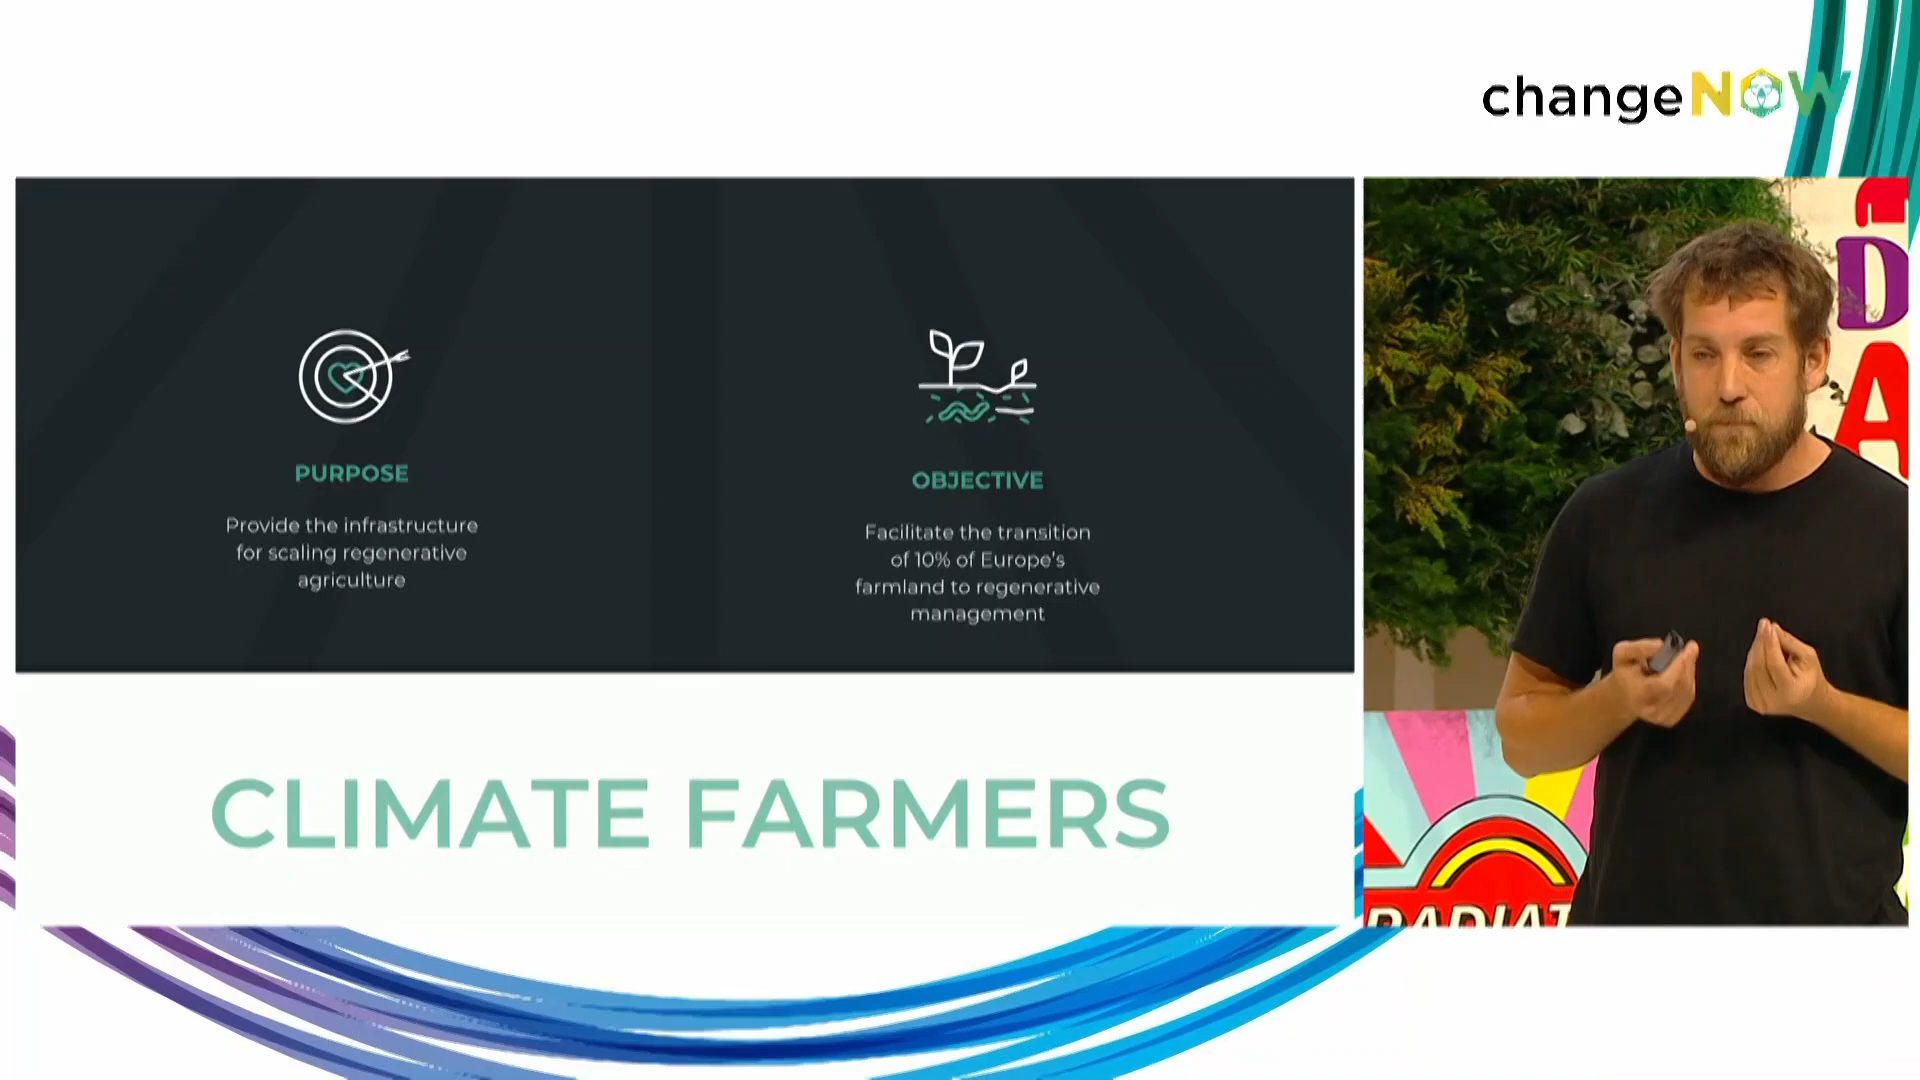 changeNOW
PURPOSE
Provide the infrastructure
for scaling regenerative
agriculture
OBJECTIVE
Facilitate the transition
of 10% of Europe's
farmland to regenerative
management
CLIMATE FARMERS
D
A
RADIAT